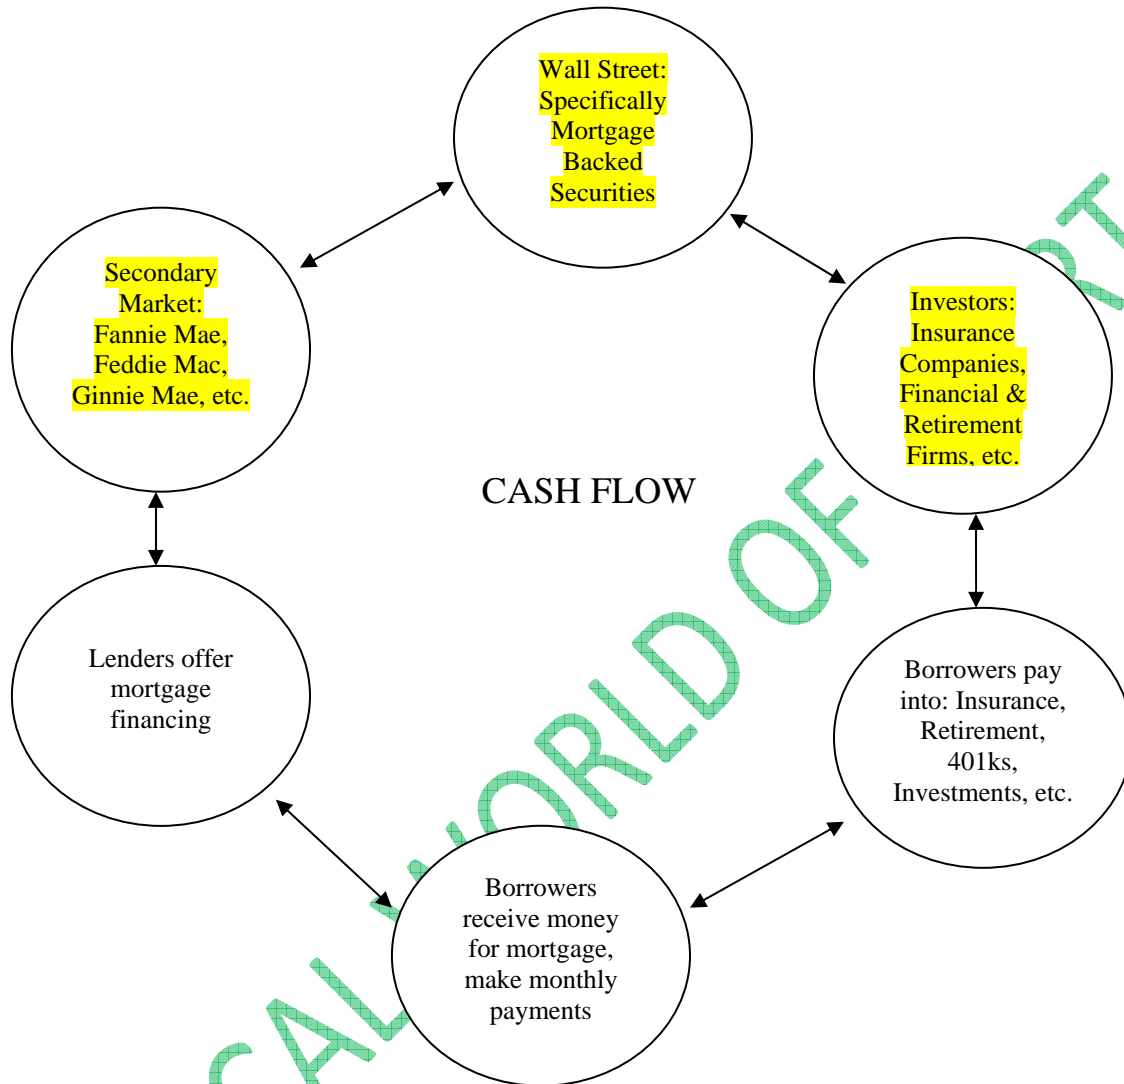 Wall Street:
Specifically
Mortgage
Backed
Securities
Secondary
Market:
Fannie Mae,
Feddie Mac,
Ginnie Mae, etc.
Investors:
Insurance
Companies,
Financial &
Retirement
Firms, etc.
CASH FLOW
Lenders offer
mortgage
financing
Borrowers pay
into: Insurance,
Retirement,
401ks,
Investments, etc.
Borrowers
receive money
for mortgage,
make monthly
payments
WORLD OF